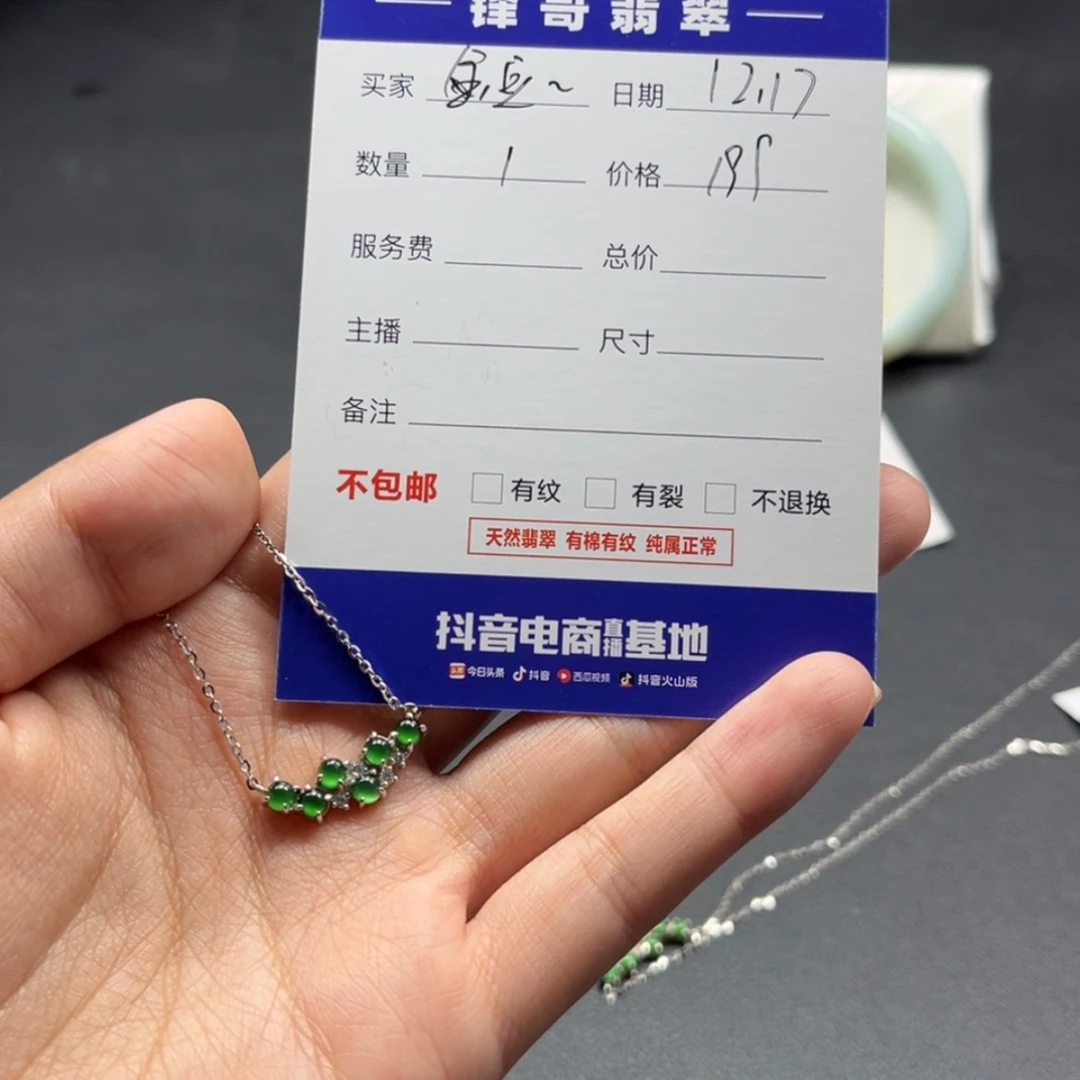 锋哥翡翠
买家 日期 12.17
数量 1 价格
服务费 总价
主播 尺寸
备注
不包邮 有纹 有裂 不退换
天然翡翠 有棉有纹 纯属正常
抖音电商直播基地
头条 今日头条 抖音 西瓜视频 抖音火山版